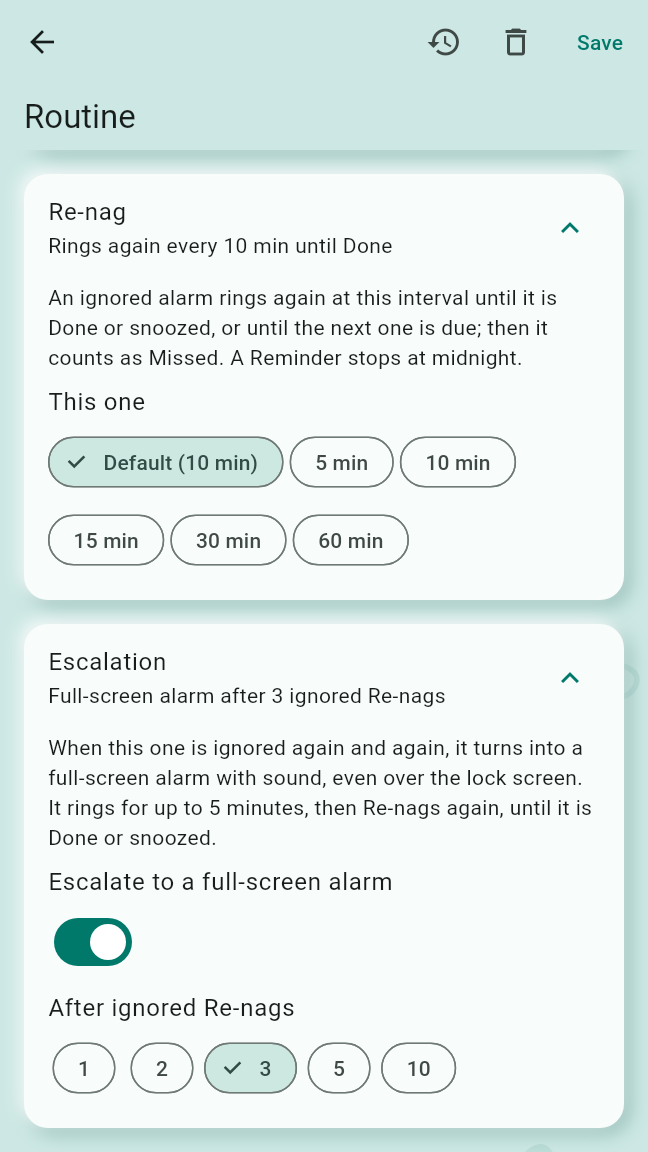 Save
Routine
Re-nag
Rings again every 10 min until Done
An ignored alarm rings again at this interval until it is
Done or snoozed, or until the next one is due; then it
counts as Missed. A Reminder stops at midnight.
This one
Default (10 min) 5 min 10 min
15 min 30 min 60 min
Escalation
Full-screen alarm after 3 ignored Re-nags
When this one is ignored again and again, it turns into a
full-screen alarm with sound, even over the lock screen.
It rings for up to 5 minutes, then Re-nags again, until it is
Done or snoozed.
Escalate to a full-screen alarm
After ignored Re-nags
1 2 3 5 10